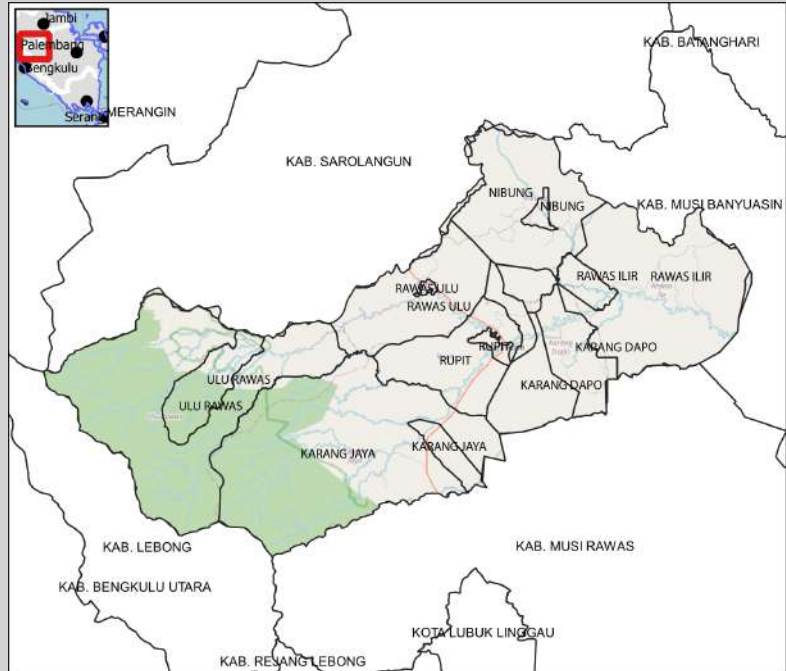 Jambi
Palembang
Bengkulu
Serang
MERANGIN
KAB. BATANGHARI
KAB. SAROLANGUN
NIBUNG
NIBUNG
KAB. MUSI BANYUASIN
RAWAS ILIR
RAWAS ILIR
RAWAS ULU
RAWAS ULU
RUPIT
RUPIT
KARANG DAPO
KARANG DAPO
ULU RAWAS
ULU RAWAS
KARANG JAYA
KARANG JAYA
KAB. LEBONG
KAB. MUSI RAWAS
KAB. BENGKULU UTARA
KOTA LUBUK LINGGAU
KAB. REJANG LEBONG